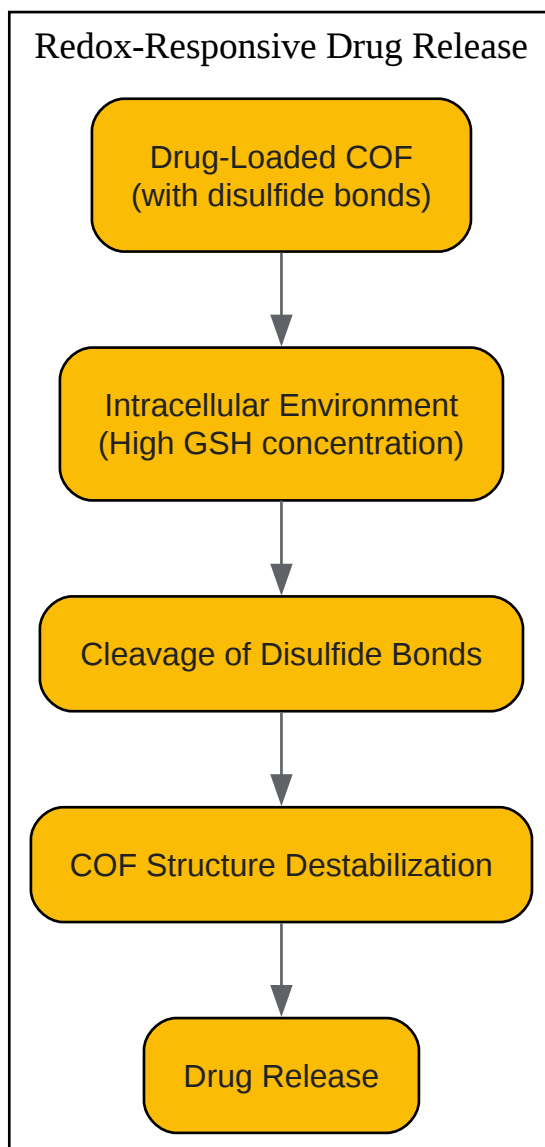 Redox-Responsive Drug Release
Drug-Loaded COF
(with disulfide bonds)
Intracellular Environment
(High GSH concentration)
Cleavage of Disulfide Bonds
COF Structure Destabilization
Drug Release